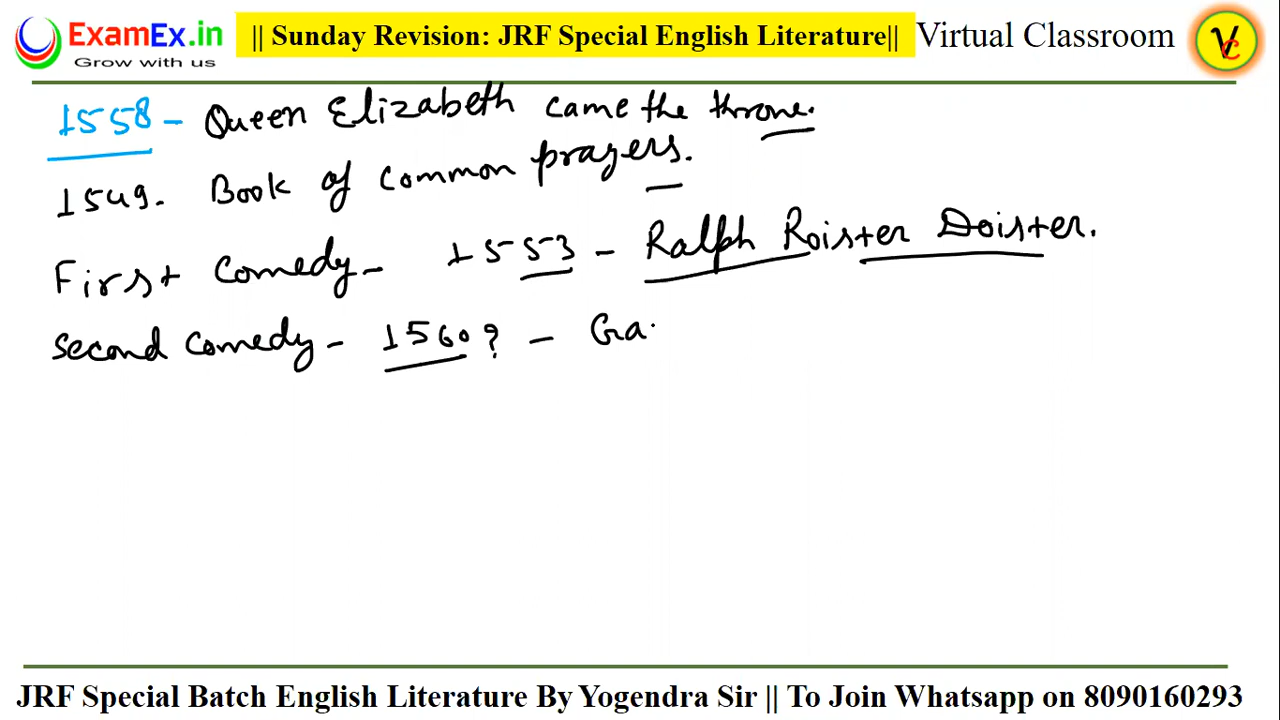 ExamEx.in
Grow with us
|| Sunday Revision: JRF Special English Literature||
Virtual Classroom
VC
1558 - Queen Elizabeth came the throne.
1549. Book of Common prayers.
First comedy - 1553 - Ralph Roister Doister.
Second comedy - 1560? - Ga
JRF Special Batch English Literature By Yogendra Sir || To Join Whatsapp on 8090160293